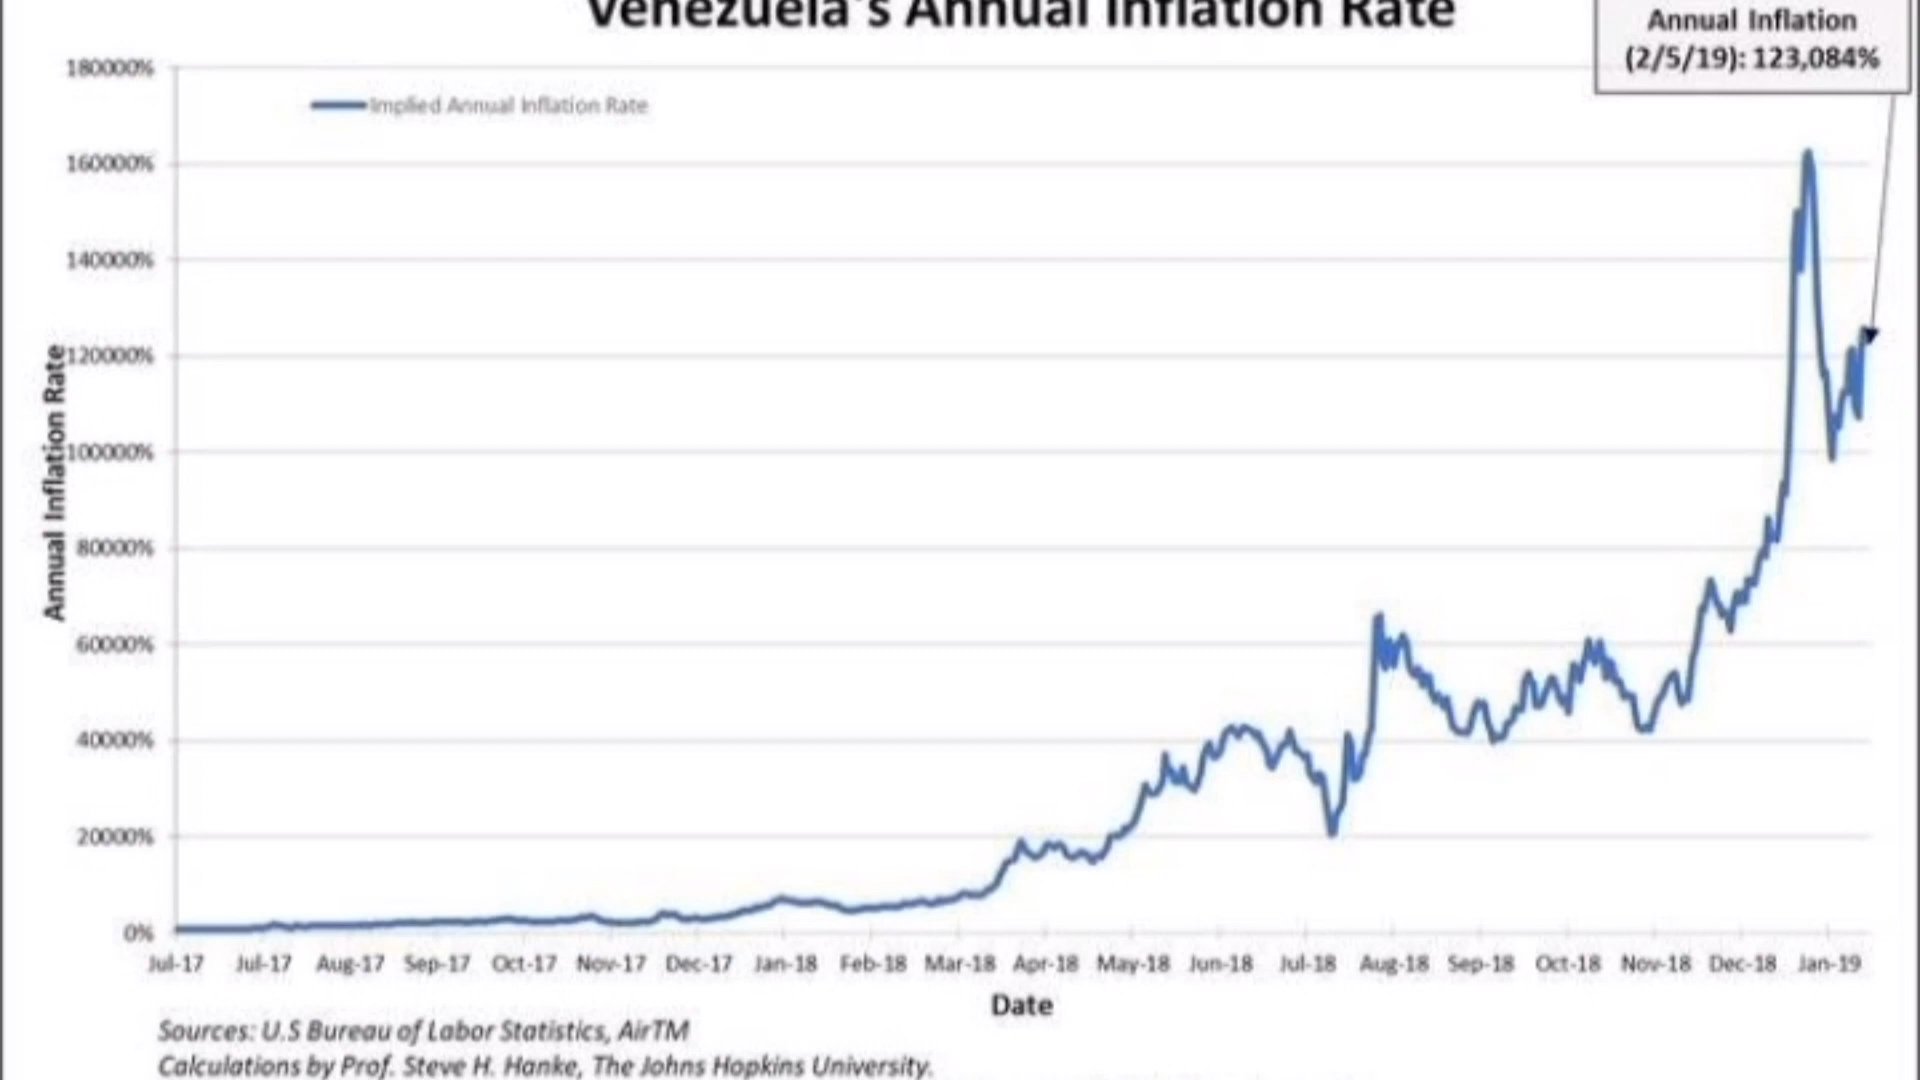 Venezuela's Annual Inflation Rate
Annual Inflation
(2/5/19): 123,084%
Implied Annual Inflation Rate
180000%
160000%
140000%
120000%
100000%
80000%
60000%
40000%
20000%
0%
Annual Inflation Rate
Jul-17 Jul-17 Aug-17 Sep-17 Oct-17 Nov-17 Dec-17 Jan-18 Feb-18 Mar-18 Apr-18 May-18 Jun-18 Jul-18 Aug-18 Sep-18 Oct-18 Nov-18 Dec-18 Jan-19
Date
Sources: U.S Bureau of Labor Statistics, AirTM
Calculations by Prof. Steve H. Hanke, The Johns Hopkins University.